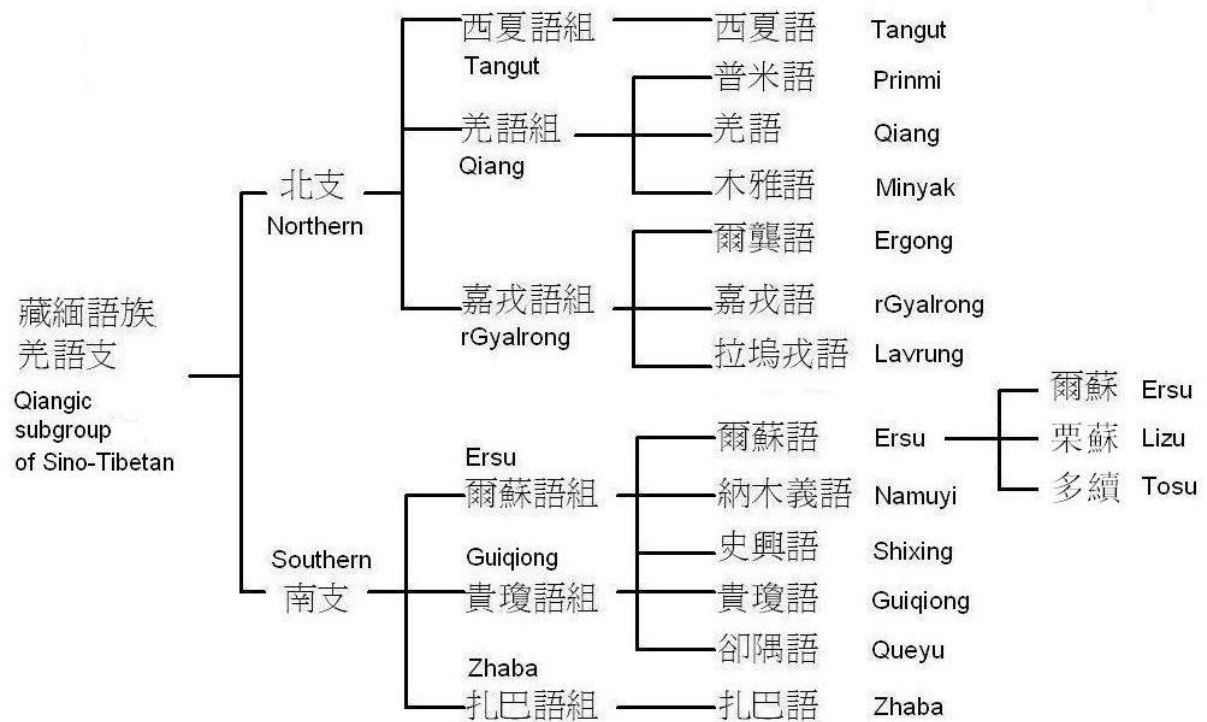 藏緬語族
羌語支
Qiangic
subgroup
of Sino-Tibetan
北支
Northern
西夏語組
Tangut
西夏語 Tangut
羌語組
Qiang
普米語 Prinmi
羌語 Qiang
木雅語 Minyak
嘉戎語組
rGyalrong
爾龔語 Ergong
嘉戎語 rGyalrong
拉塢戎語 Lavrung
Southern
南支
Ersu
爾蘇語組
爾蘇語 Ersu
爾蘇 Ersu
栗蘇 Lizu
多續 Tosu
納木義語 Namuyi
史興語 Shixing
Guiqiong
貴瓊語組
貴瓊語 Guiqiong
卻隅語 Queyu
Zhaba
扎巴語組
扎巴語 Zhaba